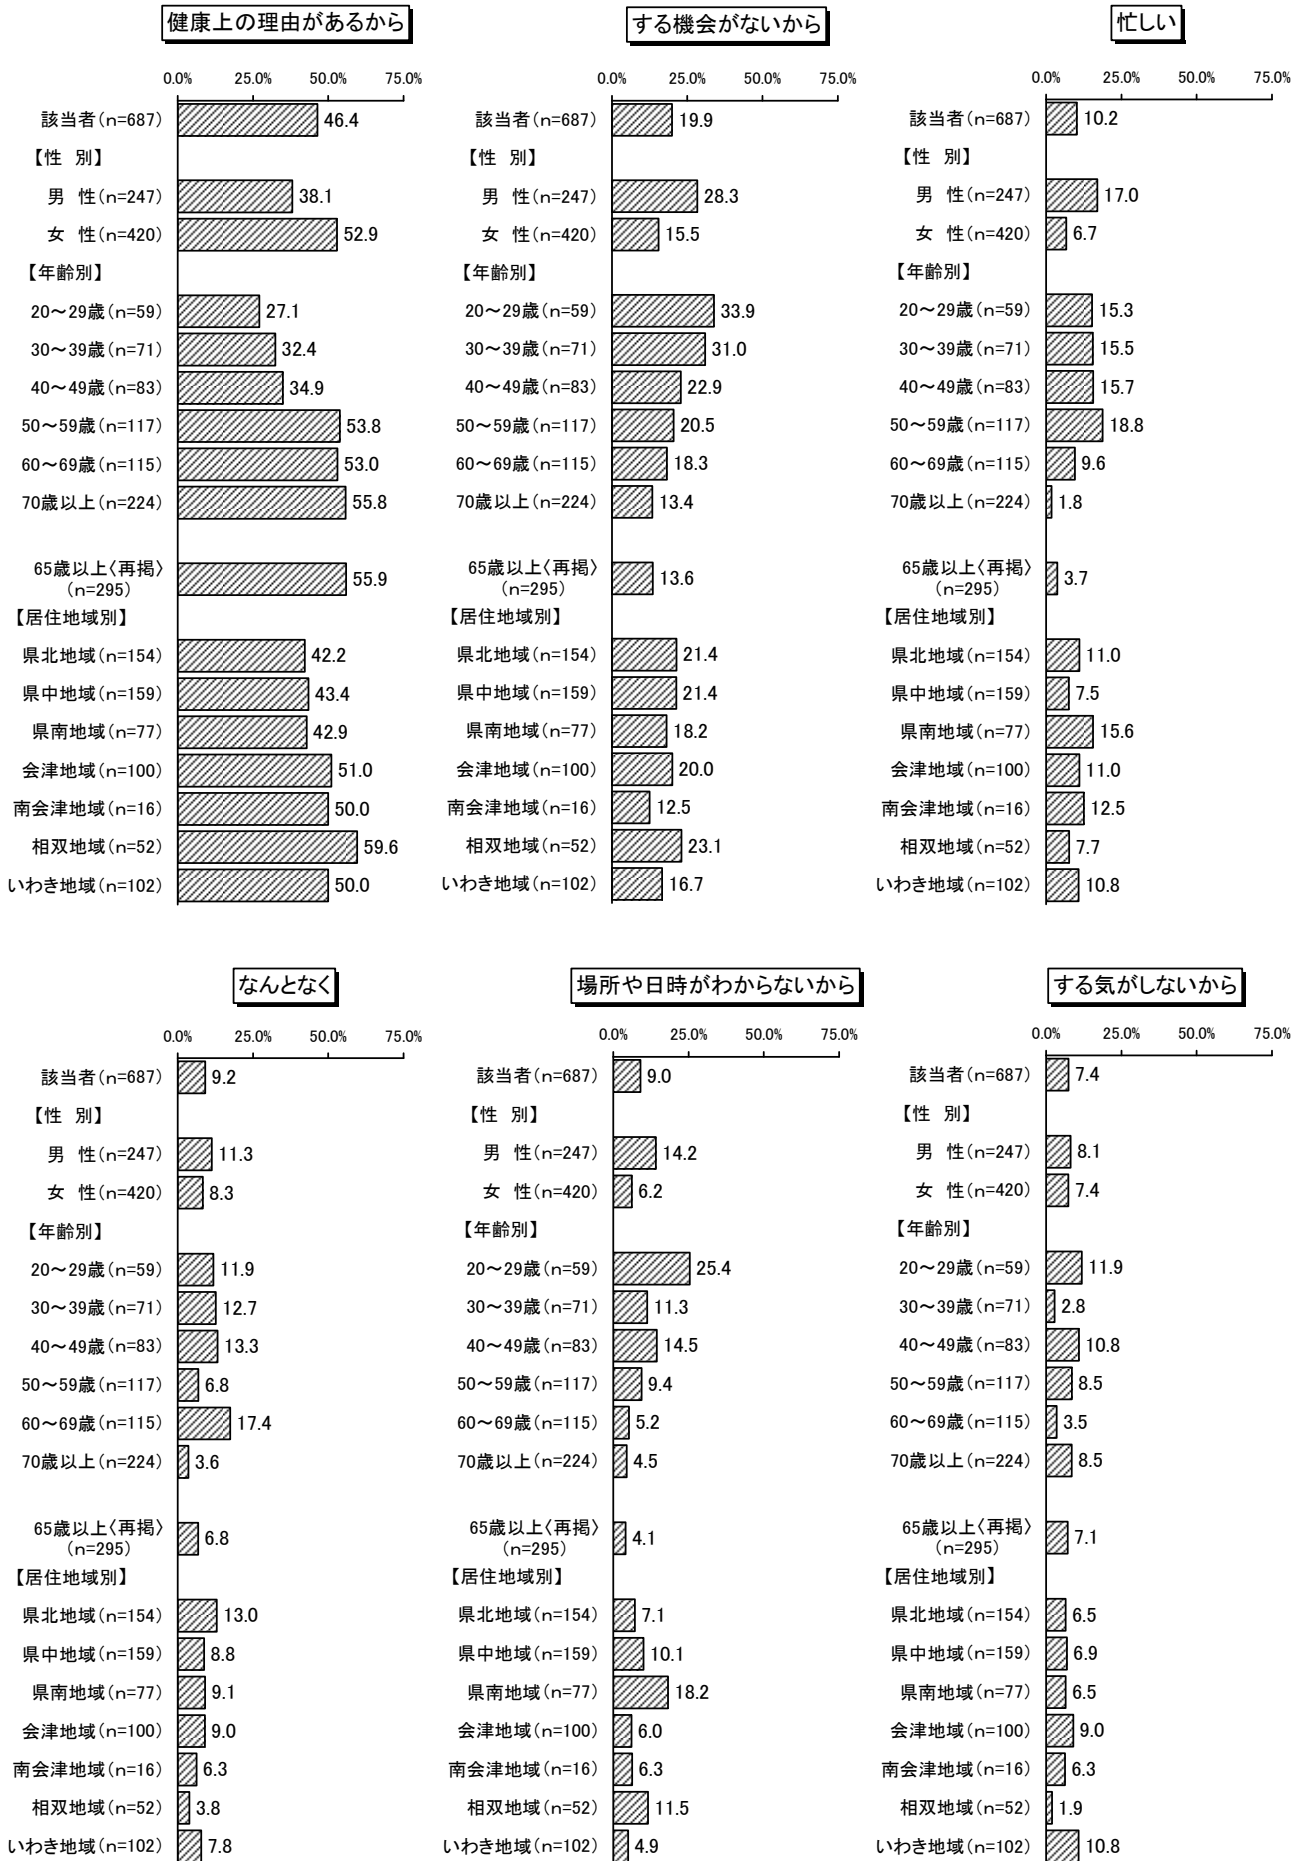 健康上の理由があるから
0.0% 25.0% 50.0% 75.0%
該当者(n=687) 46.4
【性 別】
男 性(n=247) 38.1
女 性(n=420) 52.9
【年齢別】
20～29歳(n=59) 27.1
30～39歳(n=71) 32.4
40～49歳(n=83) 34.9
50～59歳(n=117) 53.8
60～69歳(n=115) 53.0
70歳以上(n=224) 55.8
65歳以上〈再掲〉
(n=295) 55.9
【居住地域別】
県北地域(n=154) 42.2
県中地域(n=159) 43.4
県南地域(n=77) 42.9
会津地域(n=100) 51.0
南会津地域(n=16) 50.0
相双地域(n=52) 59.6
いわき地域(n=102) 50.0
する機会がないから
0.0% 25.0% 50.0% 75.0%
該当者(n=687) 19.9
【性 別】
男 性(n=247) 28.3
女 性(n=420) 15.5
【年齢別】
20～29歳(n=59) 33.9
30～39歳(n=71) 31.0
40～49歳(n=83) 22.9
50～59歳(n=117) 20.5
60～69歳(n=115) 18.3
70歳以上(n=224) 13.4
65歳以上〈再掲〉
(n=295) 13.6
【居住地域別】
県北地域(n=154) 21.4
県中地域(n=159) 21.4
県南地域(n=77) 18.2
会津地域(n=100) 20.0
南会津地域(n=16) 12.5
相双地域(n=52) 23.1
いわき地域(n=102) 16.7
忙しい
0.0% 25.0% 50.0% 75.0%
該当者(n=687) 10.2
【性 別】
男 性(n=247) 17.0
女 性(n=420) 6.7
【年齢別】
20～29歳(n=59) 15.3
30～39歳(n=71) 15.5
40～49歳(n=83) 15.7
50～59歳(n=117) 18.8
60～69歳(n=115) 9.6
70歳以上(n=224) 1.8
65歳以上〈再掲〉
(n=295) 3.7
【居住地域別】
県北地域(n=154) 11.0
県中地域(n=159) 7.5
県南地域(n=77) 15.6
会津地域(n=100) 11.0
南会津地域(n=16) 12.5
相双地域(n=52) 7.7
いわき地域(n=102) 10.8
なんとなく
0.0% 25.0% 50.0% 75.0%
該当者(n=687) 9.2
【性 別】
男 性(n=247) 11.3
女 性(n=420) 8.3
【年齢別】
20～29歳(n=59) 11.9
30～39歳(n=71) 12.7
40～49歳(n=83) 13.3
50～59歳(n=117) 6.8
60～69歳(n=115) 17.4
70歳以上(n=224) 3.6
65歳以上〈再掲〉
(n=295) 6.8
【居住地域別】
県北地域(n=154) 13.0
県中地域(n=159) 8.8
県南地域(n=77) 9.1
会津地域(n=100) 9.0
南会津地域(n=16) 6.3
相双地域(n=52) 3.8
いわき地域(n=102) 7.8
場所や日時がわからないから
0.0% 25.0% 50.0% 75.0%
該当者(n=687) 9.0
【性 別】
男 性(n=247) 14.2
女 性(n=420) 6.2
【年齢別】
20～29歳(n=59) 25.4
30～39歳(n=71) 11.3
40～49歳(n=83) 14.5
50～59歳(n=117) 9.4
60～69歳(n=115) 5.2
70歳以上(n=224) 4.5
65歳以上〈再掲〉
(n=295) 4.1
【居住地域別】
県北地域(n=154) 7.1
県中地域(n=159) 10.1
県南地域(n=77) 18.2
会津地域(n=100) 6.0
南会津地域(n=16) 6.3
相双地域(n=52) 11.5
いわき地域(n=102) 4.9
する気がしないから
0.0% 25.0% 50.0% 75.0%
該当者(n=687) 7.4
【性 別】
男 性(n=247) 8.1
女 性(n=420) 7.4
【年齢別】
20～29歳(n=59) 11.9
30～39歳(n=71) 2.8
40～49歳(n=83) 10.8
50～59歳(n=117) 8.5
60～69歳(n=115) 3.5
70歳以上(n=224) 8.5
65歳以上〈再掲〉
(n=295) 7.1
【居住地域別】
県北地域(n=154) 6.5
県中地域(n=159) 6.9
県南地域(n=77) 6.5
会津地域(n=100) 9.0
南会津地域(n=16) 6.3
相双地域(n=52) 1.9
いわき地域(n=102) 10.8